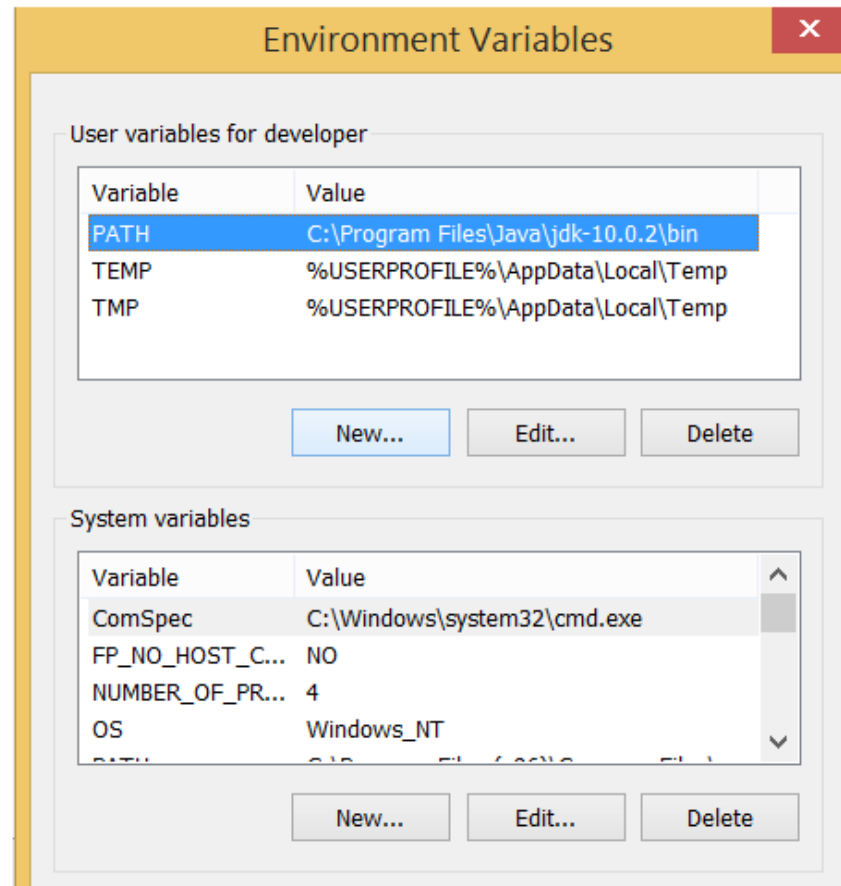 Environment Variables
User variables for developer
Variable Value
PATH C:\Program Files\Java\jdk-10.0.2\bin
TEMP %USERPROFILE%\AppData\Local\Temp
TMP %USERPROFILE%\AppData\Local\Temp
New... Edit... Delete
System variables
Variable Value
ComSpec C:\Windows\system32\cmd.exe
FP_NO_HOST_C... NO
NUMBER_OF_PR... 4
OS Windows_NT
New... Edit... Delete